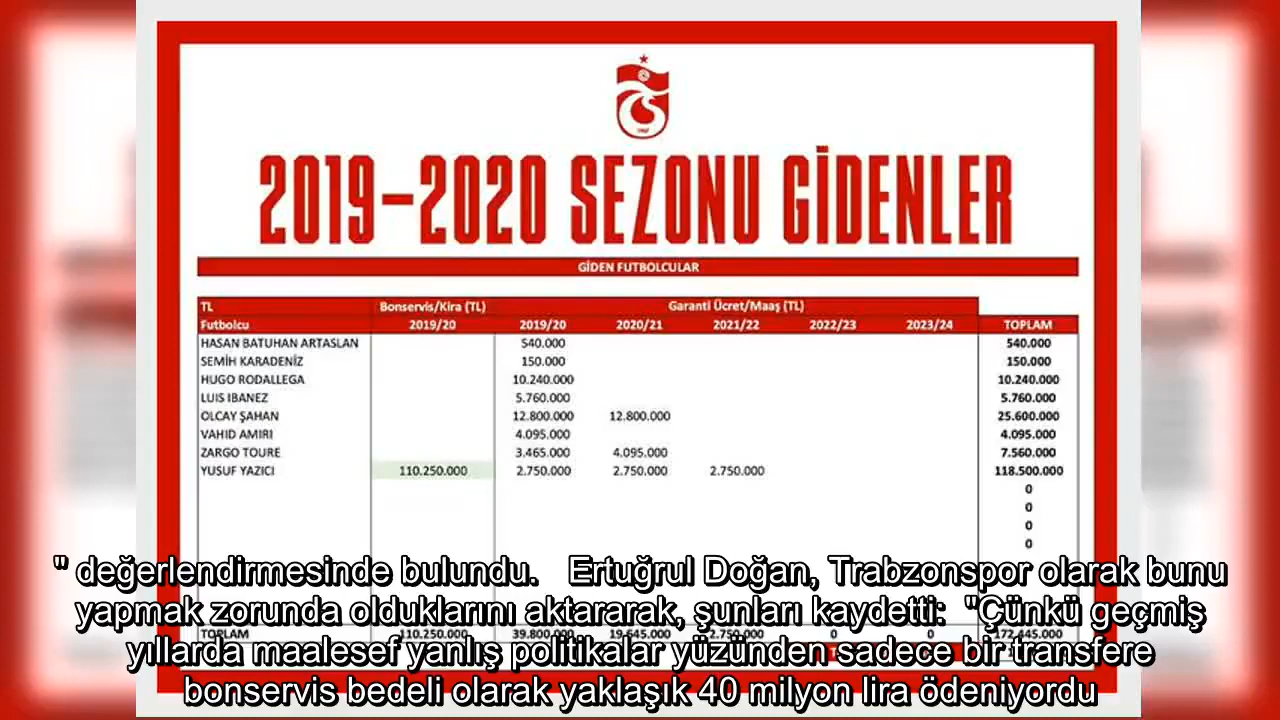 2019-2020 SEZONU GİDENLER
GİDEN FUTBOLCULAR
TL Bonservis/Kira (TL) Garanti Ücret/Maaş (TL)
Futbolcu 2019/20 2019/20 2020/21 2021/22 2022/23 2023/24 TOPLAM
HASAN BATUHAN ARTASLAN 540.000 540.000
SEMİH KARADENİZ 150.000 150.000
HUGO RODALLEGA 10.240.000 10.240.000
LUIS IBANEZ 5.760.000 5.760.000
OLCAY ŞAHAN 12.800.000 12.800.000 25.600.000
VAHID AMIRI 4.095.000 4.095.000
ZARGO TOURE 3.465.000 4.095.000 7.560.000
YUSUF YAZICI 110.250.000 2.750.000 2.750.000 2.750.000 118.500.000
0
0
0
0
" değerlendirmesinde bulundu. Ertuğrul Doğan, Trabzonspor olarak bunu
yapmak zorunda olduklarını aktararak, şunları kaydetti: "Çünkü geçmiş
TOPLAM 110.250.000 39.800.000 19.645.000 2.750.000 0 0 172.445.000
yıllarda maalesef yanlış politikalar yüzünden sadece bir transfere
bonservis bedeli olarak yaklaşık 40 milyon lira ödeniyordu